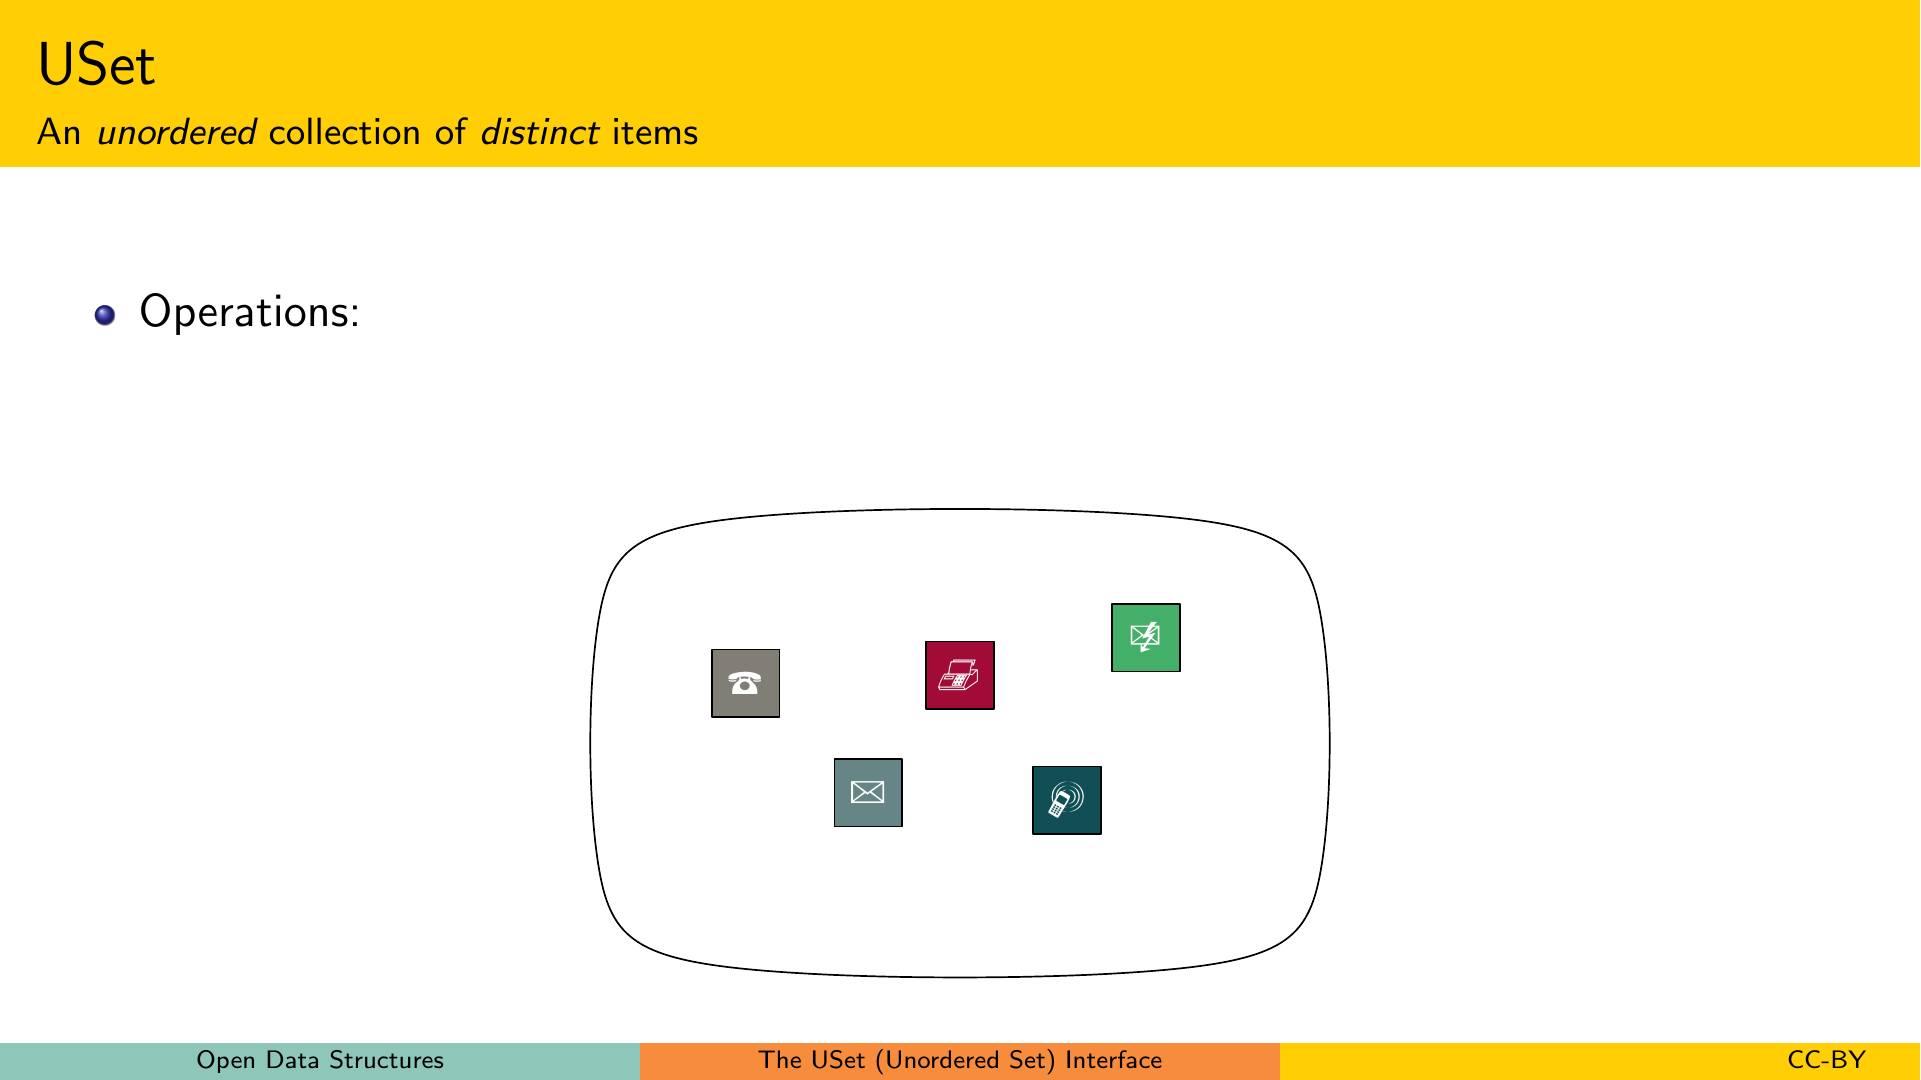 USet
An unordered collection of distinct items
Operations:
Open Data Structures
The USet (Unordered Set) Interface
CC-BY